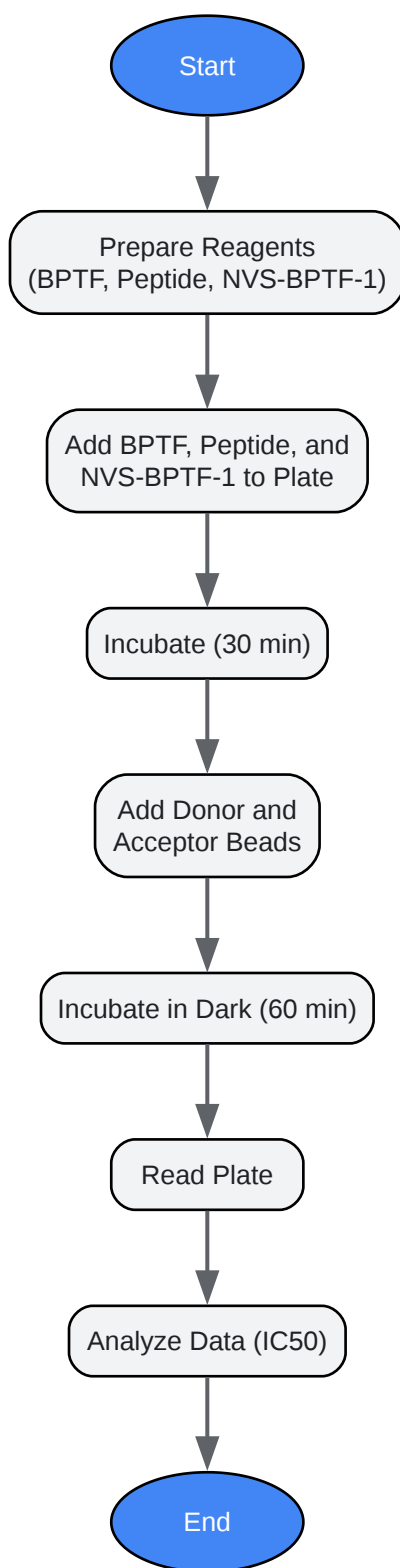 Start
Prepare Reagents
(BPTF, Peptide, NVS-BPTF-1)
Add BPTF, Peptide, and
NVS-BPTF-1 to Plate
Incubate (30 min)
Add Donor and
Acceptor Beads
Incubate in Dark (60 min)
Read Plate
Analyze Data (IC50)
End